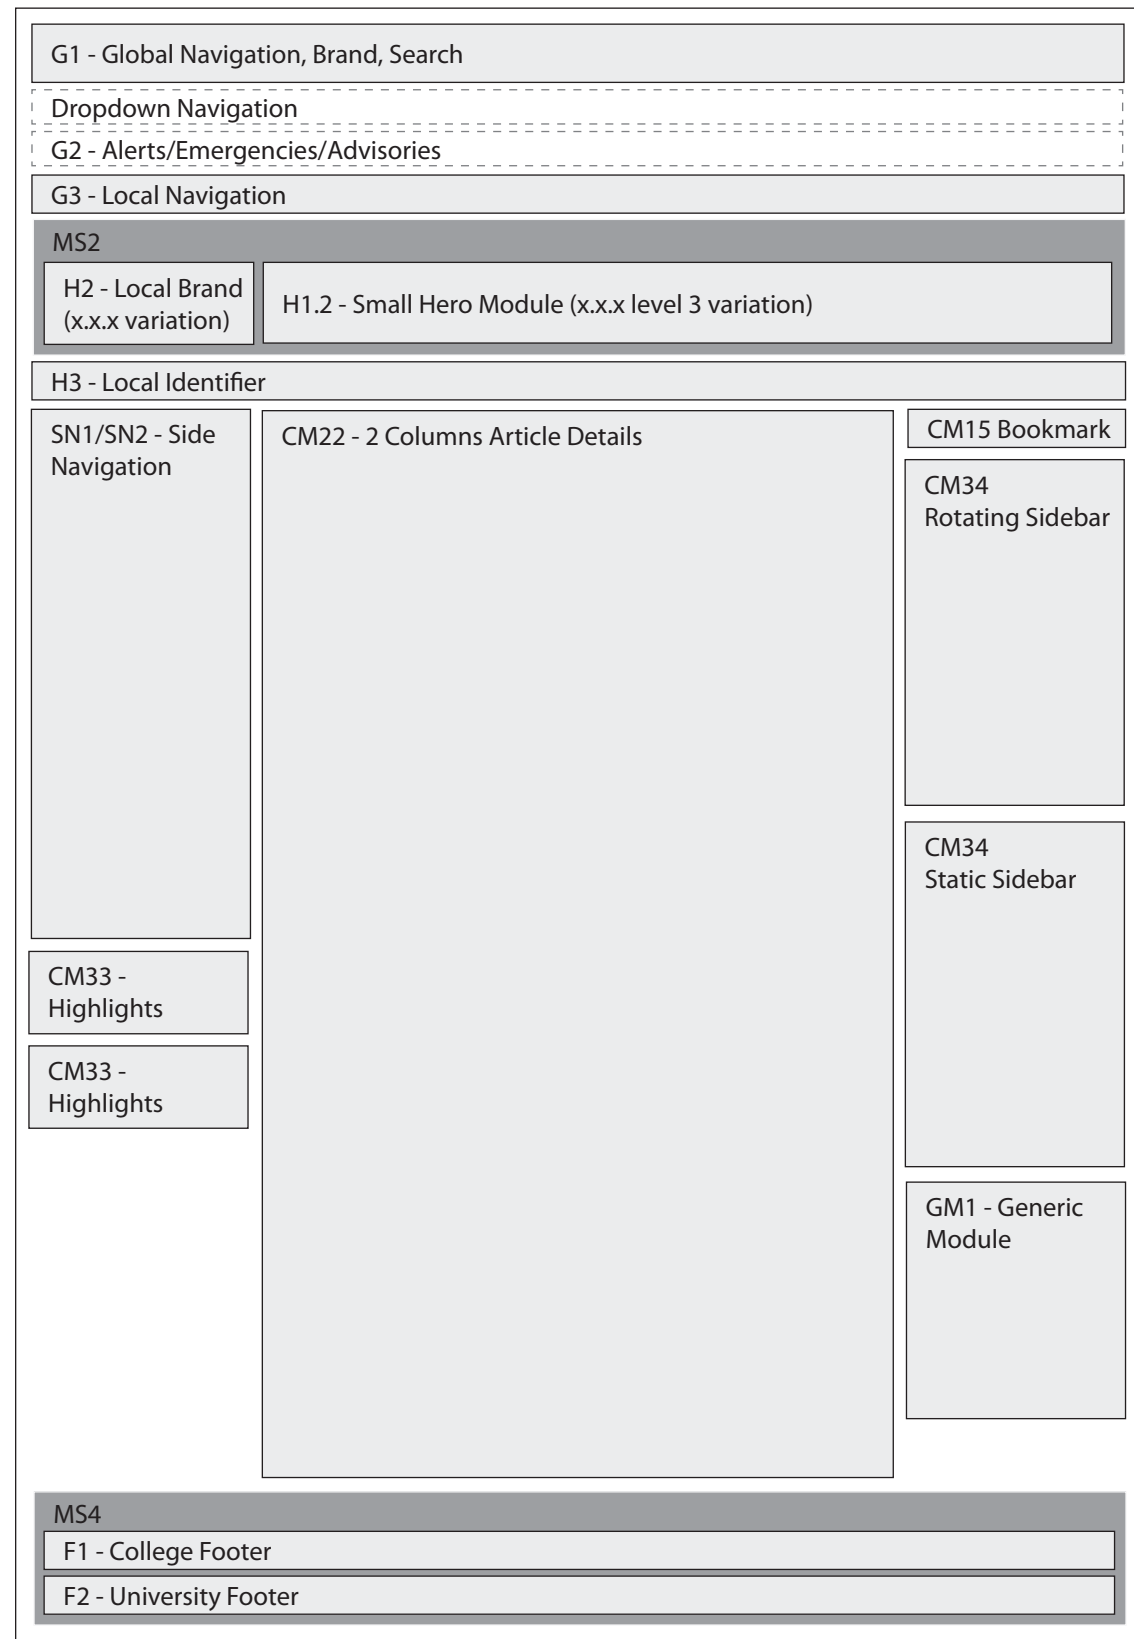 G1 - Global Navigation, Brand, Search
Dropdown Navigation
G2 - Alerts/Emergencies/Advisories
G3 - Local Navigation
MS2
H2 - Local Brand
(x.x.x variation)
H1.2 - Small Hero Module (x.x.x level 3 variation)
H3 - Local Identifier
SN1/SN2 - Side
Navigation
CM33 -
Highlights
CM33 -
Highlights
CM22 - 2 Columns Article Details
CM15 Bookmark
CM34
Rotating Sidebar
CM34
Static Sidebar
GM1 - Generic
Module
MS4
F1 - College Footer
F2 - University Footer